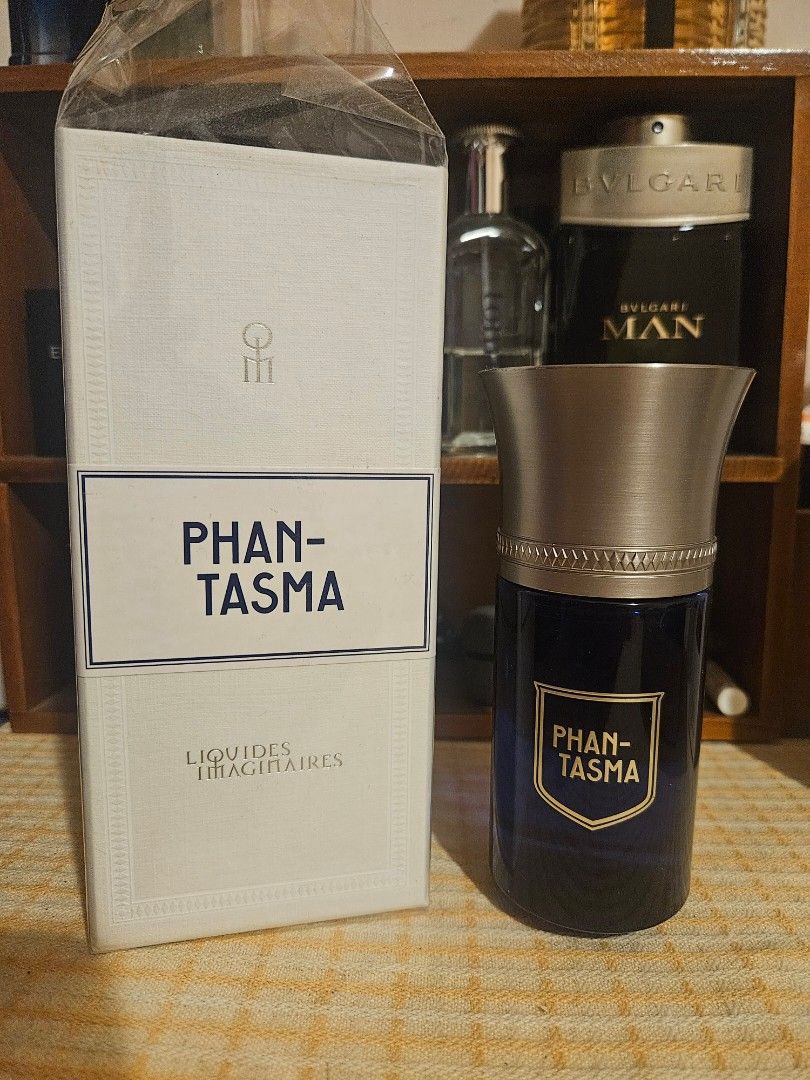 PHAN-
TASMA
LIQUIDES
IMAGINAIRES
BVLGARI
BVLGARI
MAN
PHAN-
TASMA